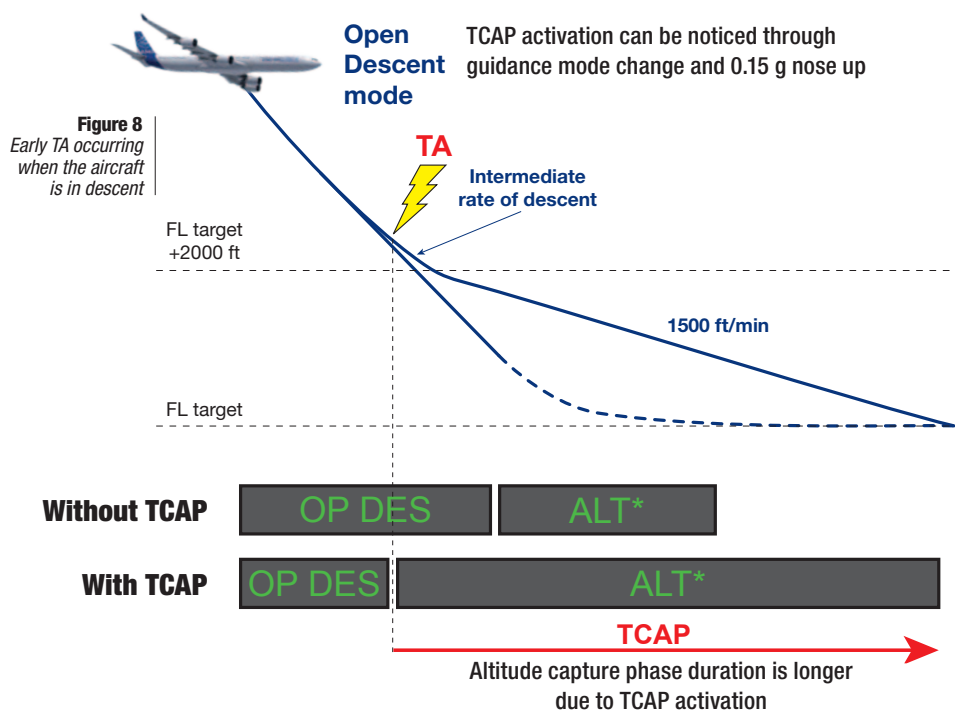 Open
Descent
mode
TCAP activation can be noticed through
guidance mode change and 0.15 g nose up
Figure 8
Early TA occurring
when the aircraft
is in descent
TA
Intermediate
rate of descent
FL target
+2000 ft
1500 ft/min
FL target
Without TCAP
OP DES
ALT*
With TCAP
OP DES
ALT*
TCAP
Altitude capture phase duration is longer
due to TCAP activation